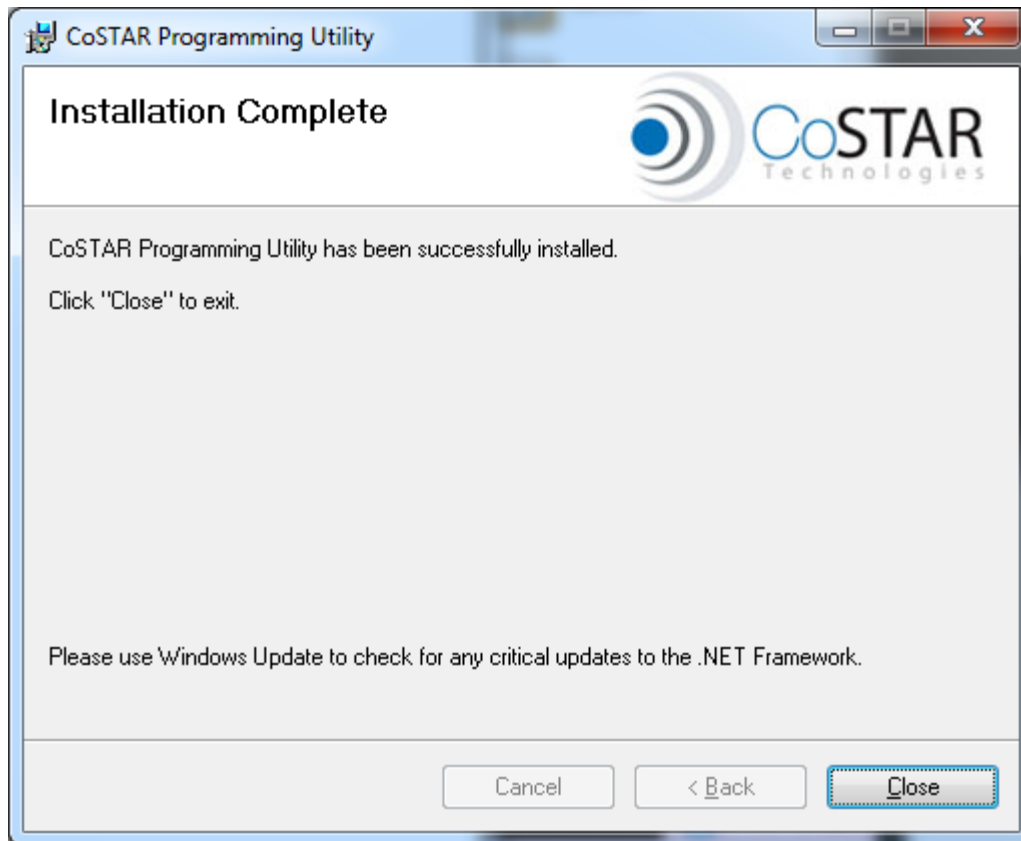 CoSTAR Programming Utility
Installation Complete
CoSTAR
Technologies
CoSTAR Programming Utility has been successfully installed.
Click "Close" to exit.
Please use Windows Update to check for any critical updates to the .NET Framework.
Cancel
< Back
Close